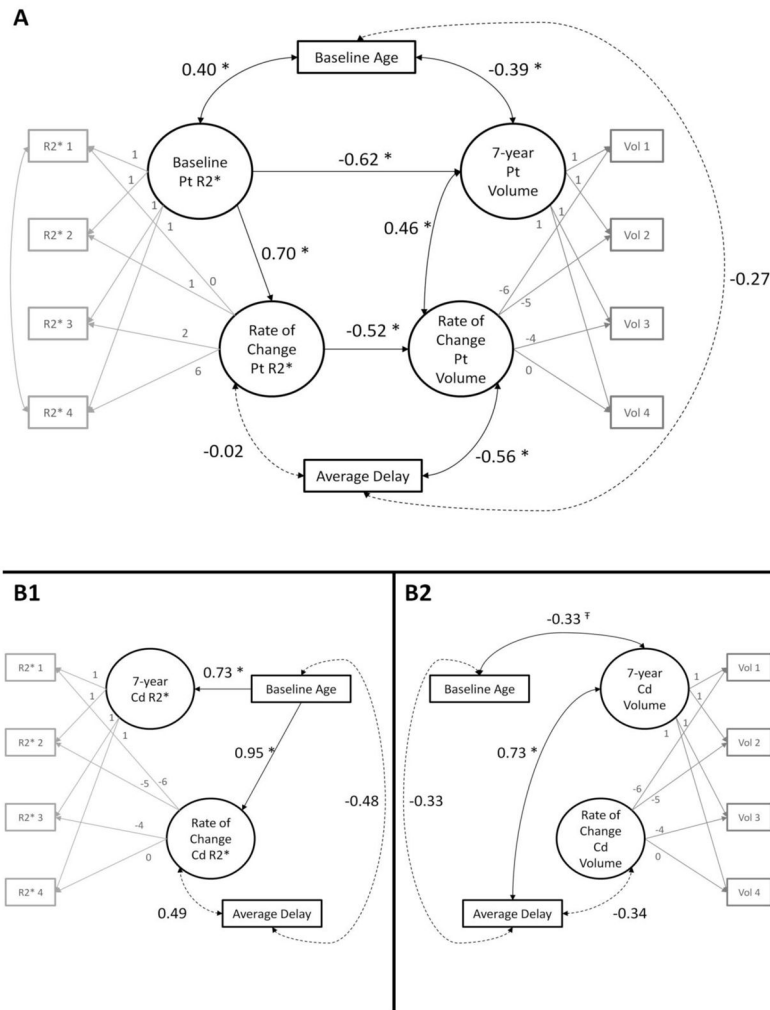 A
Baseline Age
0.40 *
-0.39 *
R2* 1
R2* 2
R2* 3
R2* 4
1
1
1
1
0
1
2
6
Baseline
Pt R2*
-0.62 *
7-year
Pt
Volume
0.70 *
0.46 *
Rate of
Change
Pt R2*
-0.52 *
Rate of
Change
Pt
Volume
1
1
1
1
-6
-5
-4
0
Vol 1
Vol 2
Vol 3
Vol 4
-0.27
-0.02
Average Delay
-0.56 *
B1
R2* 1
R2* 2
R2* 3
R2* 4
1
1
1
1
-6
-5
-4
0
7-year
Cd R2*
0.73 *
Baseline Age
0.95 *
-0.48
Rate of
Change
Cd R2*
0.49
Average Delay
B2
-0.33 ŧ
Baseline Age
7-year
Cd
Volume
0.73 *
-0.33
Rate of
Change
Cd
Volume
1
1
1
1
-6
-5
-4
0
Vol 1
Vol 2
Vol 3
Vol 4
Average Delay
-0.34